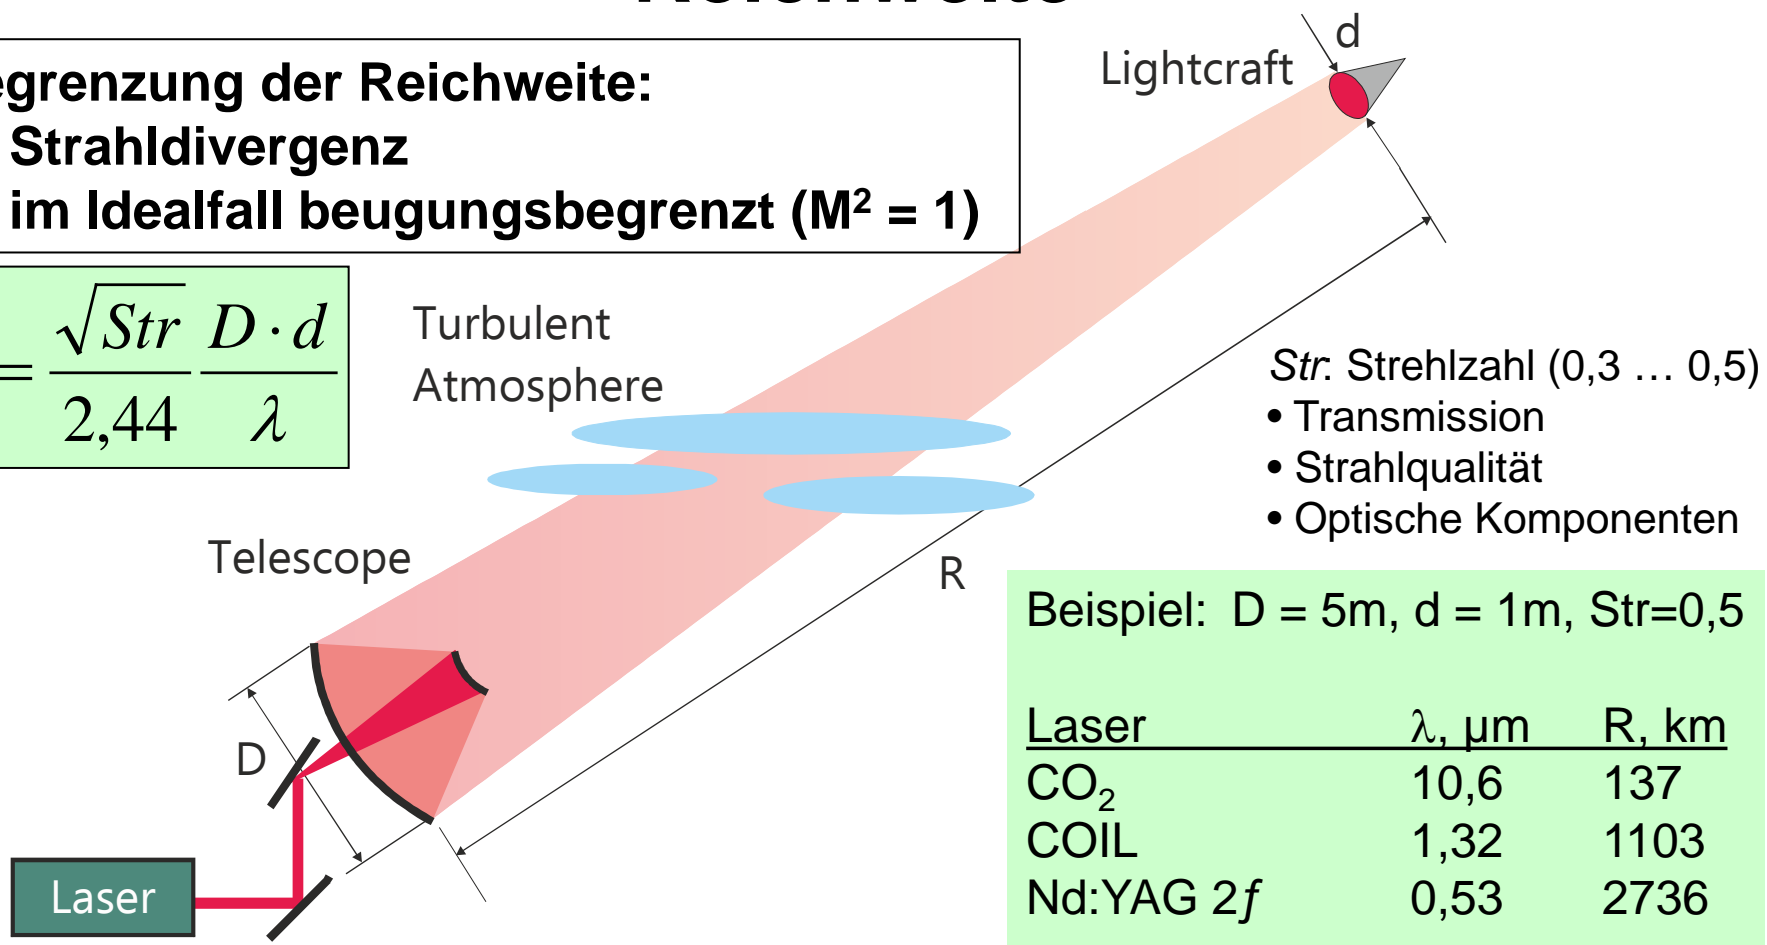 egrenzung der Reichweite:
Strahldivergenz
im Idealfall beugungsbegrenzt (M² = 1)
= √Str/2,44 D · d/λ
Lightcraft
d
Turbulent
Atmosphere
Str: Strehlzahl (0,3 … 0,5)
• Transmission
• Strahlqualität
• Optische Komponenten
Telescope
R
D
Laser
Beispiel: D = 5m, d = 1m, Str=0,5
Laser λ, µm R, km
CO₂ 10,6 137
COIL 1,32 1103
Nd:YAG 2f 0,53 2736